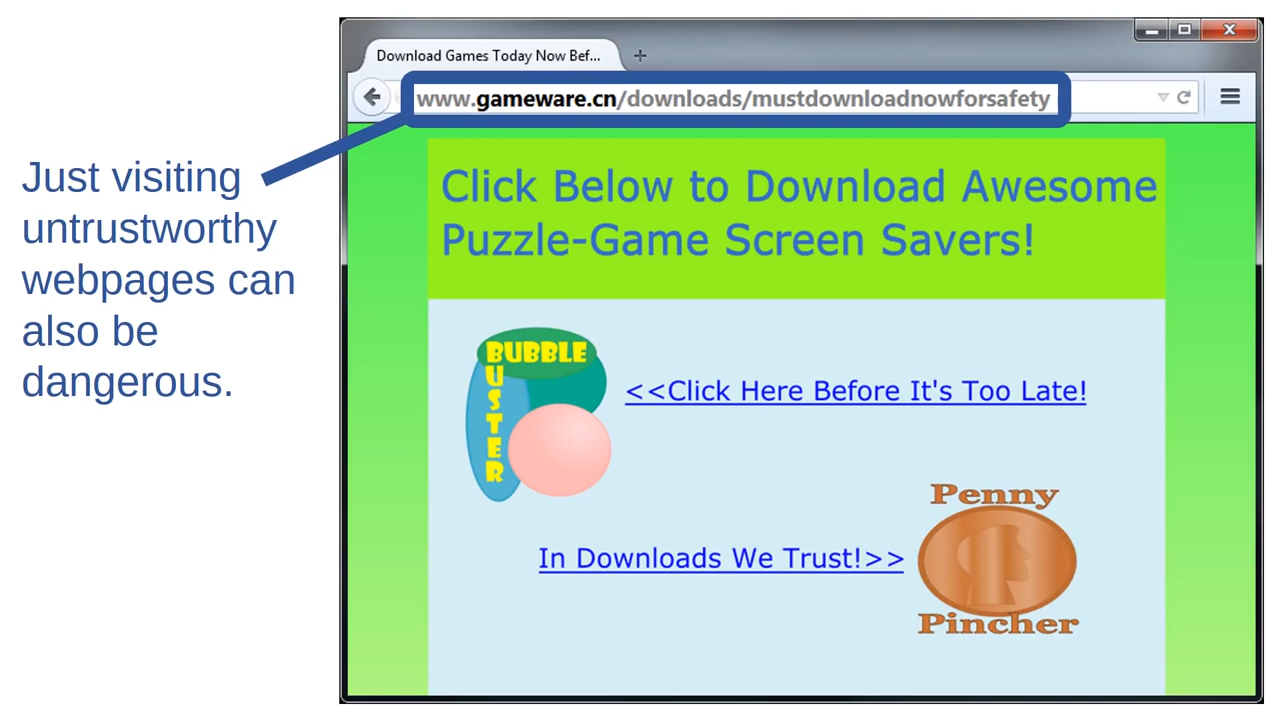 Download Games Today Now Bef...
www.gameware.cn/downloads/mustdownloadnowforsafety
Just visiting
untrustworthy
webpages can
also be
dangerous.
Click Below to Download Awesome
Puzzle-Game Screen Savers!
BUBBLE
BUSTER
<<Click Here Before It's Too Late!
In Downloads We Trust!>>
Penny
Pincher